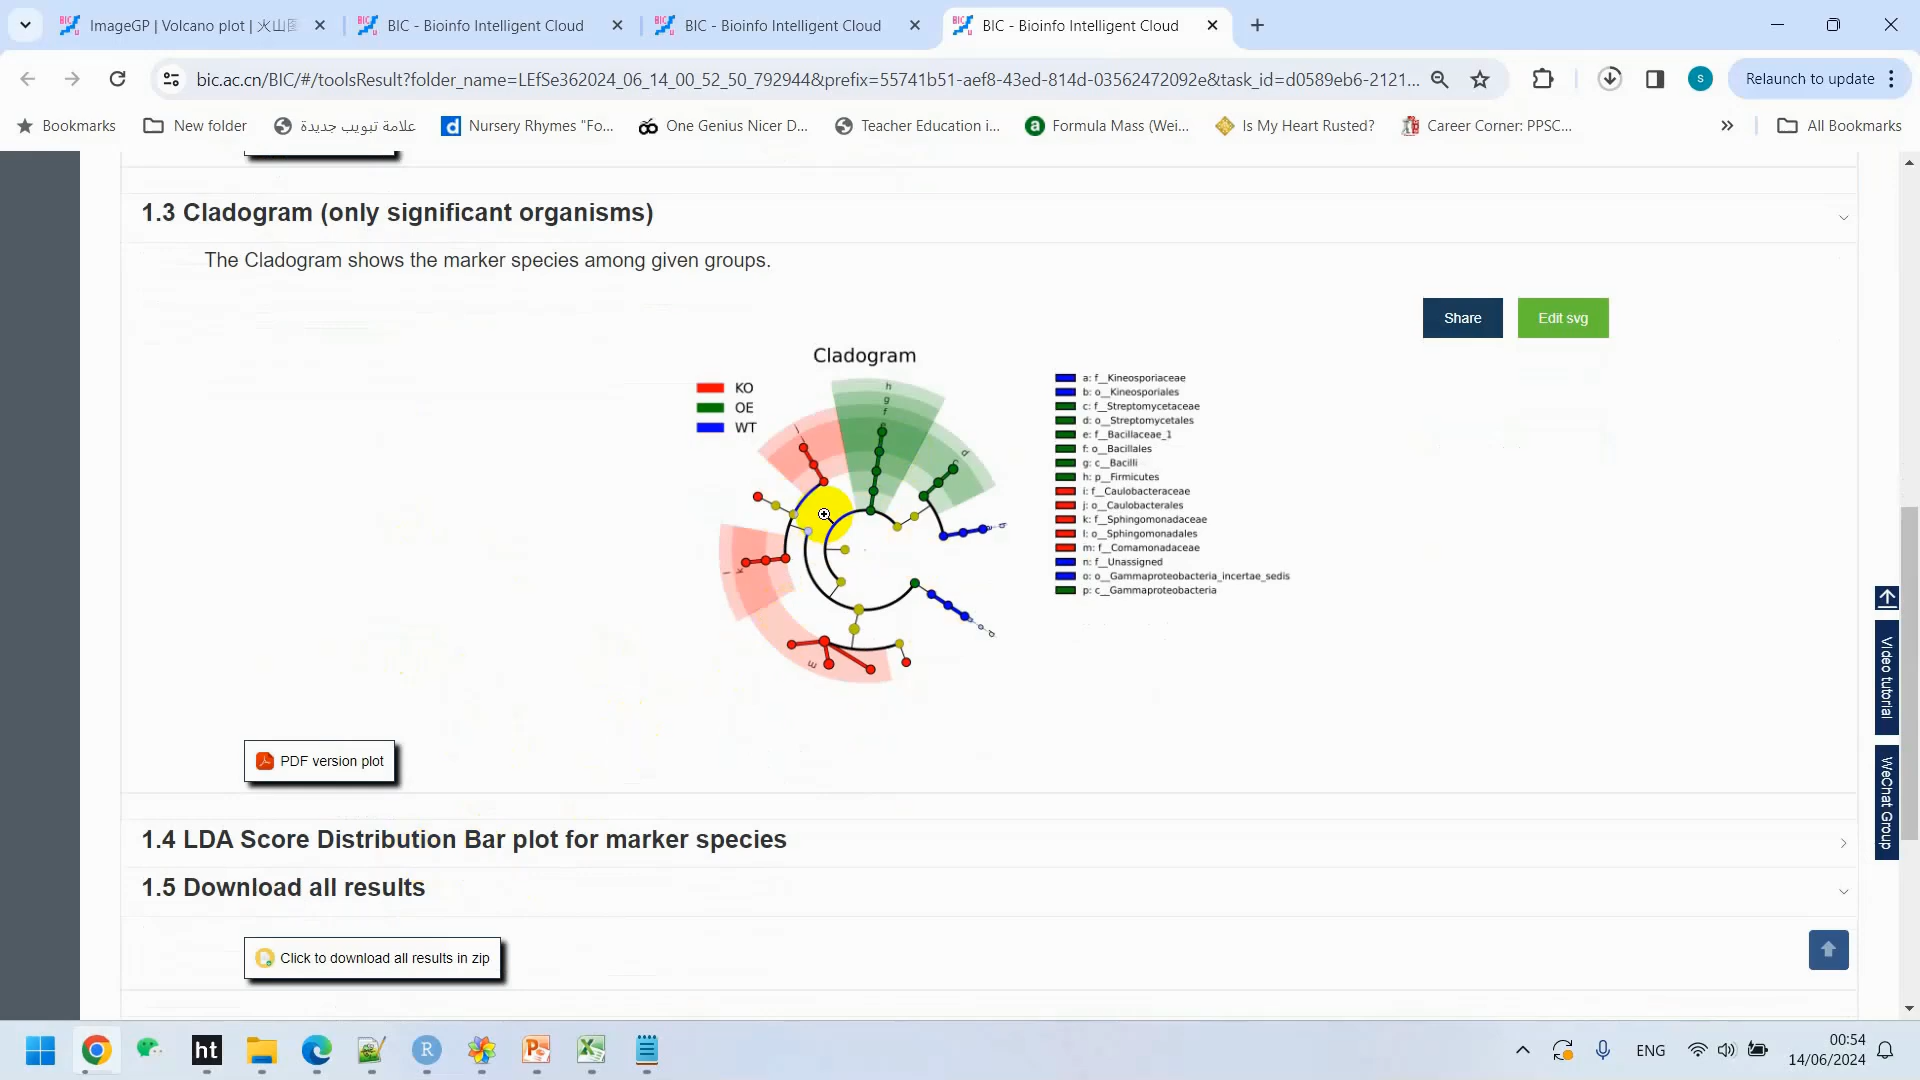 ImageGP | Volcano plot | 火山图
BIC - Bioinfo Intelligent Cloud
BIC - Bioinfo Intelligent Cloud
BIC - Bioinfo Intelligent Cloud
bic.ac.cn/BIC/#/toolsResult?folder_name=LEfSe362024_06_14_00_52_50_792944&prefix=55741b51-aef8-43ed-814d-03562472092e&task_id=d0589eb6-2121...
S
Relaunch to update
Bookmarks
New folder
علامة تبويب جديدة
Nursery Rhymes "Fo...
One Genius Nicer D...
Teacher Education i...
Formula Mass (Wei...
Is My Heart Rusted?
Career Corner: PPSC...
All Bookmarks
1.3 Cladogram (only significant organisms)
The Cladogram shows the marker species among given groups.
Share
Edit svg
Cladogram
KO
OE
WT
h
g
f
e
d
c
b
i
k
l
m
a: f__Kineosporiaceae
b: o__Kineosporiales
c: f__Streptomycetaceae
d: o__Streptomycetales
e: f__Bacillaceae_1
f: o__Bacillales
g: c__Bacilli
h: p__Firmicutes
i: f__Caulobacteraceae
j: o__Caulobacterales
k: f__Sphingomonadaceae
l: o__Sphingomonadales
m: f__Comamonadaceae
n: f__Unassigned
o: o__Gammaproteobacteria_incertae_sedis
p: c__Gammaproteobacteria
PDF version plot
1.4 LDA Score Distribution Bar plot for marker species
1.5 Download all results
Click to download all results in zip
Video tutorial
WeChat Group
ht
R
ENG
00:54
14/06/2024